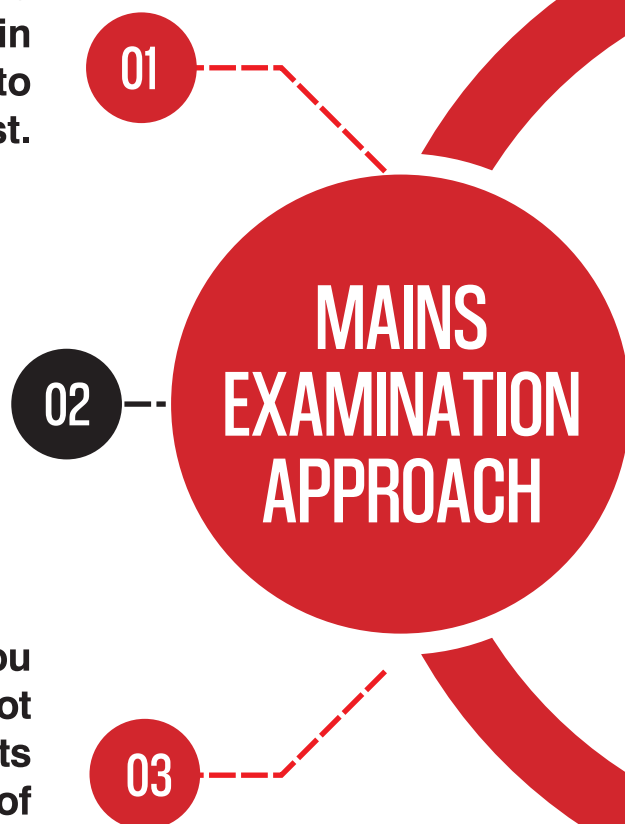 in
to
st.
01
MAINS
EXAMINATION
APPROACH
02
ou
ot
ts
of
03